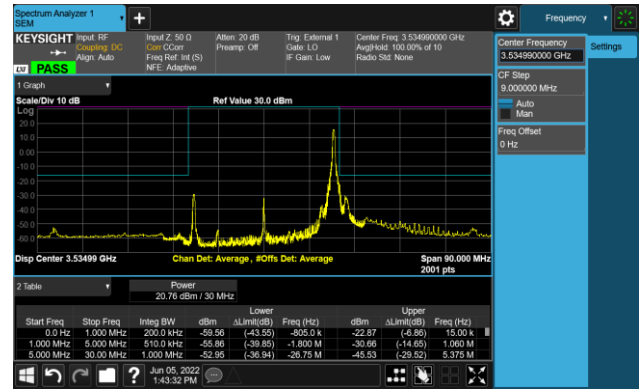 Spectrum Analyzer 1
SEM
Frequency
KEYSIGHT
Input: RF
Coupling: DC
Align: Auto
Input Z: 50 Ω
Corr CCorr
Freq Ref: Int (S)
NFE: Adaptive
Atten: 20 dB
Preamp: Off
Trig: External 1
Gate: LO
IF Gain: Low
Center Freq: 3.534990000 GHz
Avg|Hold: 100.00% of 10
Radio Std: None
LXI PASS
Center Frequency
3.534990000 GHz
Settings
CF Step
9.000000 MHz
Auto
Man
Freq Offset
0 Hz
1 Graph
Scale/Div 10 dB
Ref Value 30.0 dBm
Log
20.0
10.0
0.00
-10.0
-20.0
-30.0
-40.0
-50.0
-60.0
Disp Center 3.53499 GHz
Chan Det: Average, #Offs Det: Average
Span 90.000 MHz
2001 pts
2 Table
Power
20.76 dBm / 30 MHz
Lower Upper
Start Freq Stop Freq Integ BW dBm ΔLimit(dB) Freq (Hz) dBm ΔLimit(dB) Freq (Hz)
0.0 Hz 1.000 MHz 200.0 kHz -59.56 (-43.55) -805.0 k -22.87 (-6.86) 15.00 k
1.000 MHz 5.000 MHz 510.0 kHz -55.86 (-39.85) -1.800 M -30.66 (-14.65) 1.060 M
5.000 MHz 30.00 MHz 1.000 MHz -52.95 (-36.94) -26.75 M -45.53 (-29.52) 5.375 M
Jun 05, 2022
1:43:32 PM